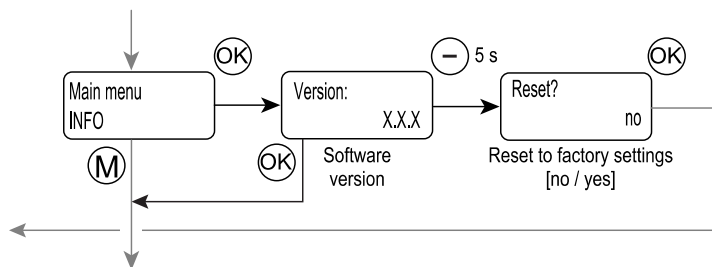 OK
− 5 s
OK
Main menu
INFO
Version:
X.X.X
Reset?
no
M
OK
Software
version
Reset to factory settings
[no / yes]